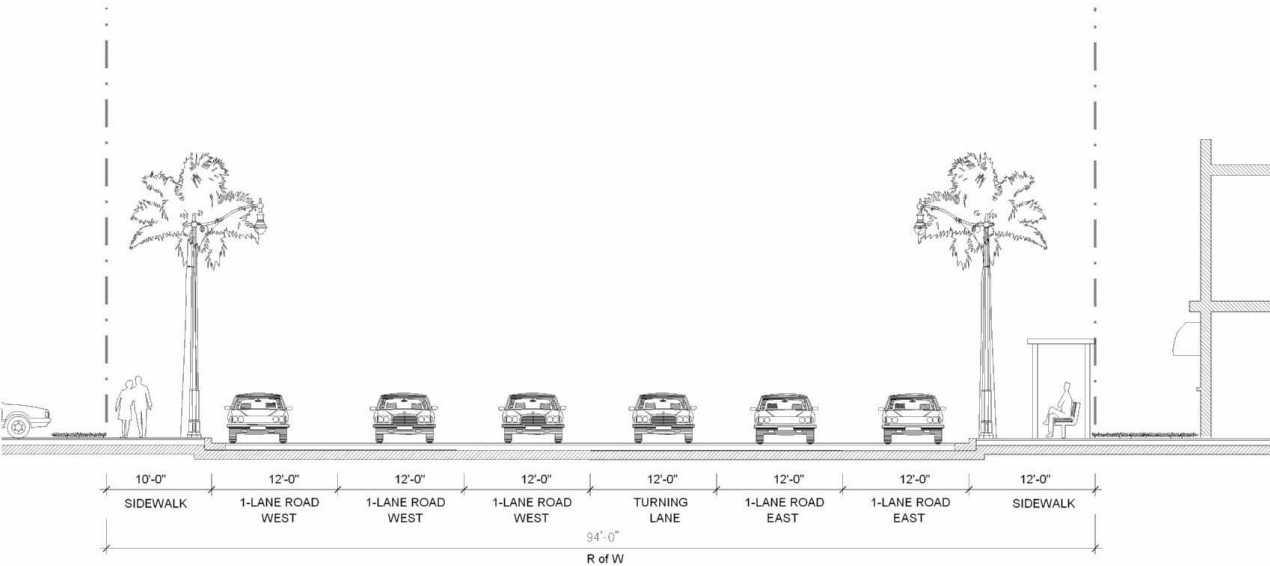 10'-0" 12'-0" 12'-0" 12'-0" 12'-0" 12'-0" 12'-0" 12'-0"
SIDEWALK 1-LANE ROAD 1-LANE ROAD 1-LANE ROAD TURNING 1-LANE ROAD 1-LANE ROAD SIDEWALK
WEST WEST WEST LANE EAST EAST
94'-0"
R of W